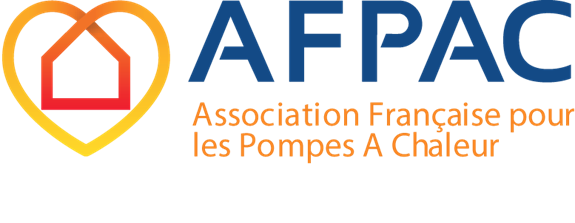 AFPAC
Association Française pour
les Pompes A Chaleur